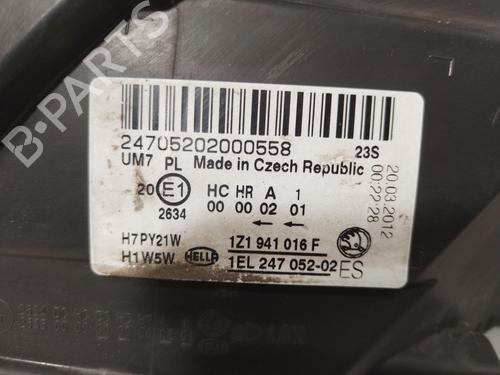 24705202000558 23S
UM7 PL Made in Czech Republic
20 E1 HC HR A 1
2634 00 00 02 01
← ←
H7PY21W 1Z1 941 016 F
H1W5W HELLA 1EL 247 052-02 ES
20.03.2012
00:22:28
B-PARTS